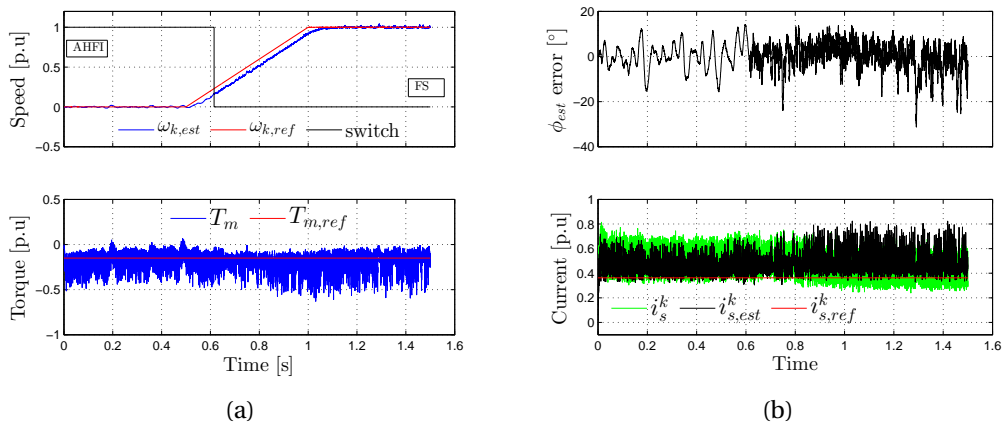 Speed [p.u]
1
0.5
0
−0.5
AHFI
FS
ω_{k,est} ω_{k,ref} switch
Torque [p.u]
0.5
0
−0.5
−1
T_m T_{m,ref}
0 0.2 0.4 0.6 0.8 1 1.2 1.4 1.6
Time [s]
(a)
ϕ_{est} error [°]
20
0
−20
−40
Current [p.u]
1
0.8
0.6
0.4
0.2
0
i_s^k i_{s,est}^k i_{s,ref}^k
0 0.2 0.4 0.6 0.8 1 1.2 1.4 1.6
Time
(b)